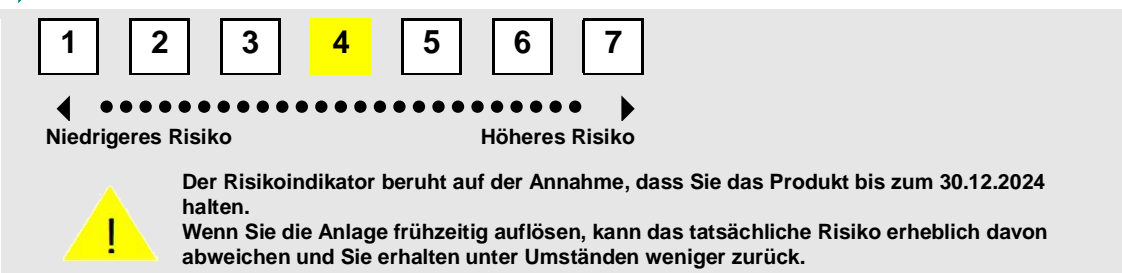 1 2 3 4 5 6 7
Niedrigeres Risiko Höheres Risiko
Der Risikoindikator beruht auf der Annahme, dass Sie das Produkt bis zum 30.12.2024
halten.
Wenn Sie die Anlage frühzeitig auflösen, kann das tatsächliche Risiko erheblich davon
! abweichen und Sie erhalten unter Umständen weniger zurück.